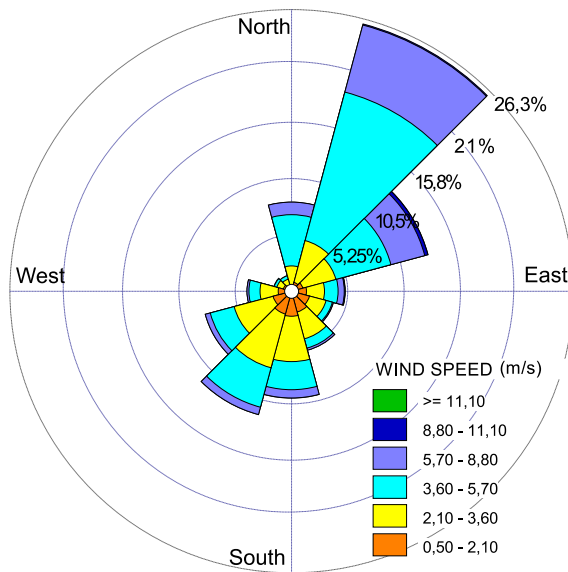 North
26,3%
21%
15,8%
10,5%
5,25%
West
East
WIND SPEED (m/s)
>= 11,10
8,80 - 11,10
5,70 - 8,80
3,60 - 5,70
2,10 - 3,60
0,50 - 2,10
South